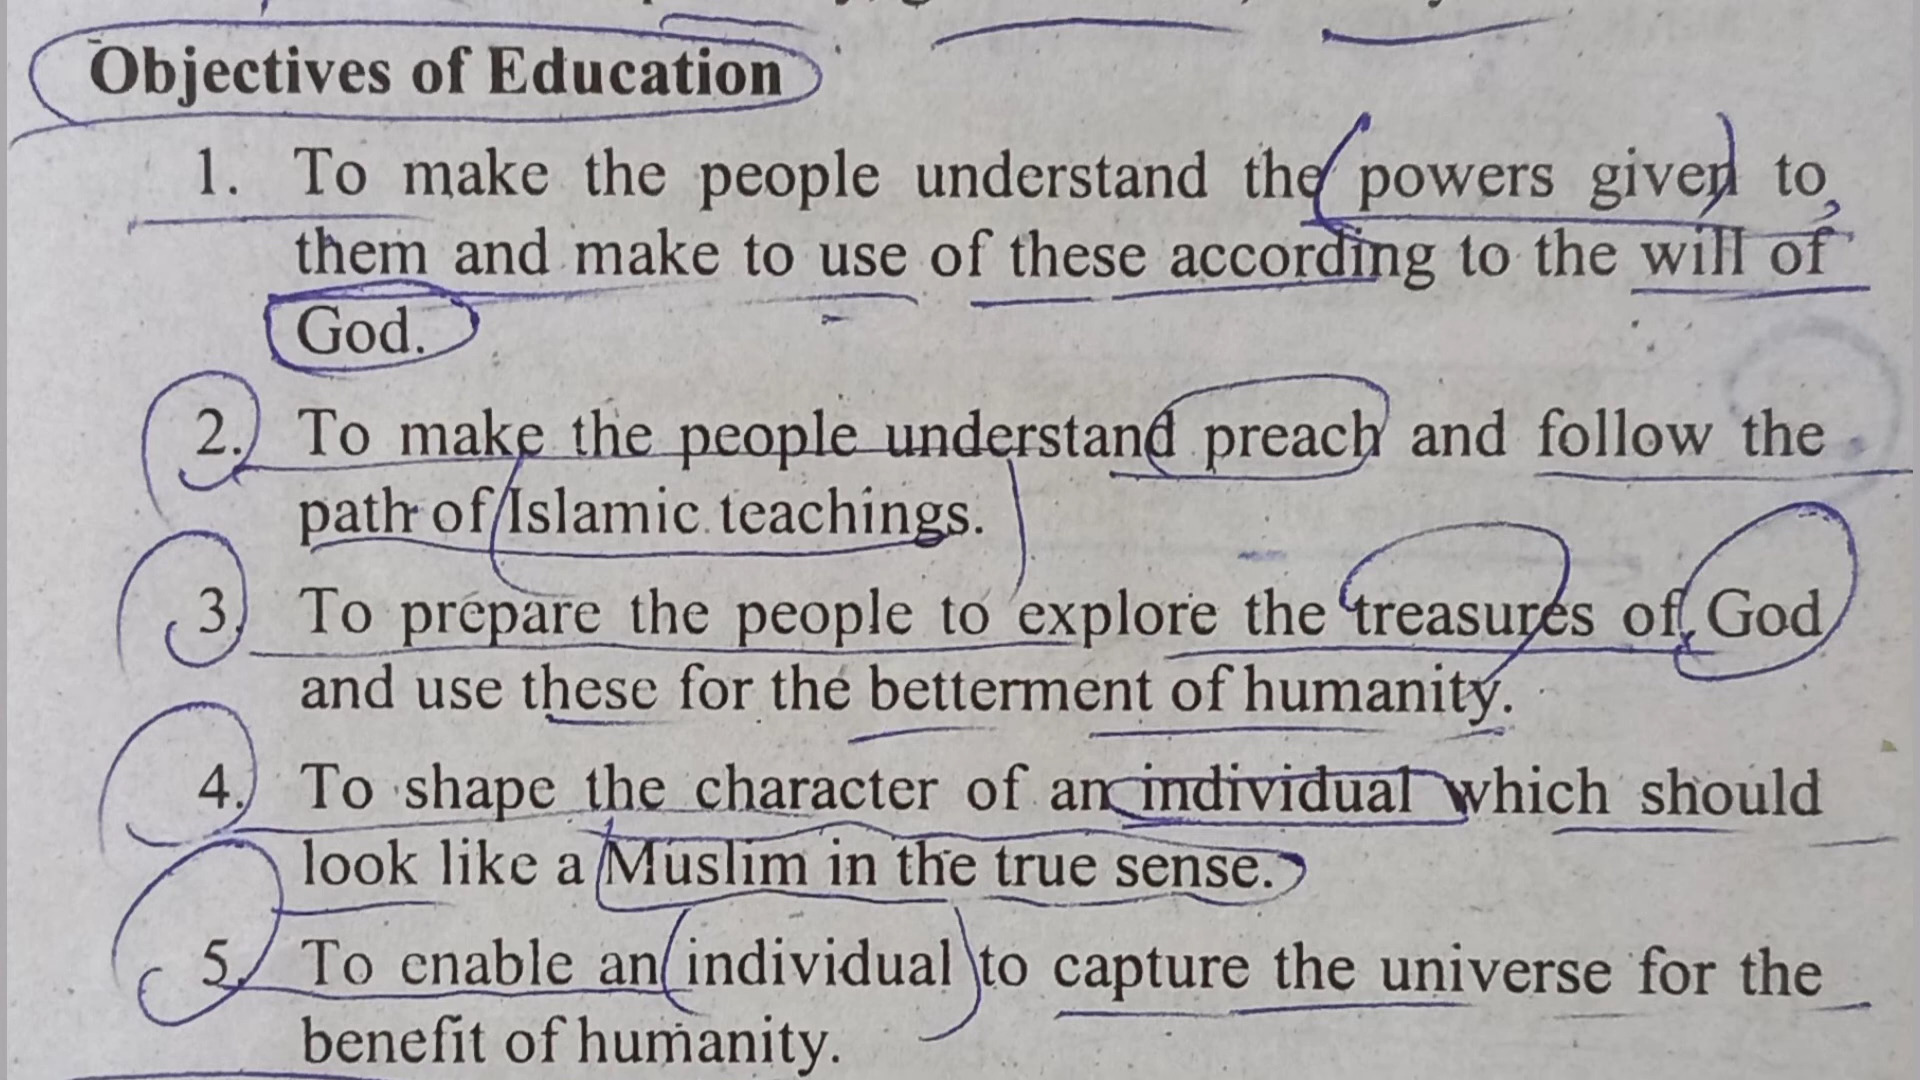 Objectives of Education
1. To make the people understand the powers given to
them and make to use of these according to the will of
God.
2. To make the people understand preach and follow the
path of Islamic teachings.
3. To prepare the people to explore the treasures of God
and use these for the betterment of humanity.
4. To shape the character of an individual which should
look like a Muslim in the true sense.
5. To enable an individual to capture the universe for the
benefit of humanity.